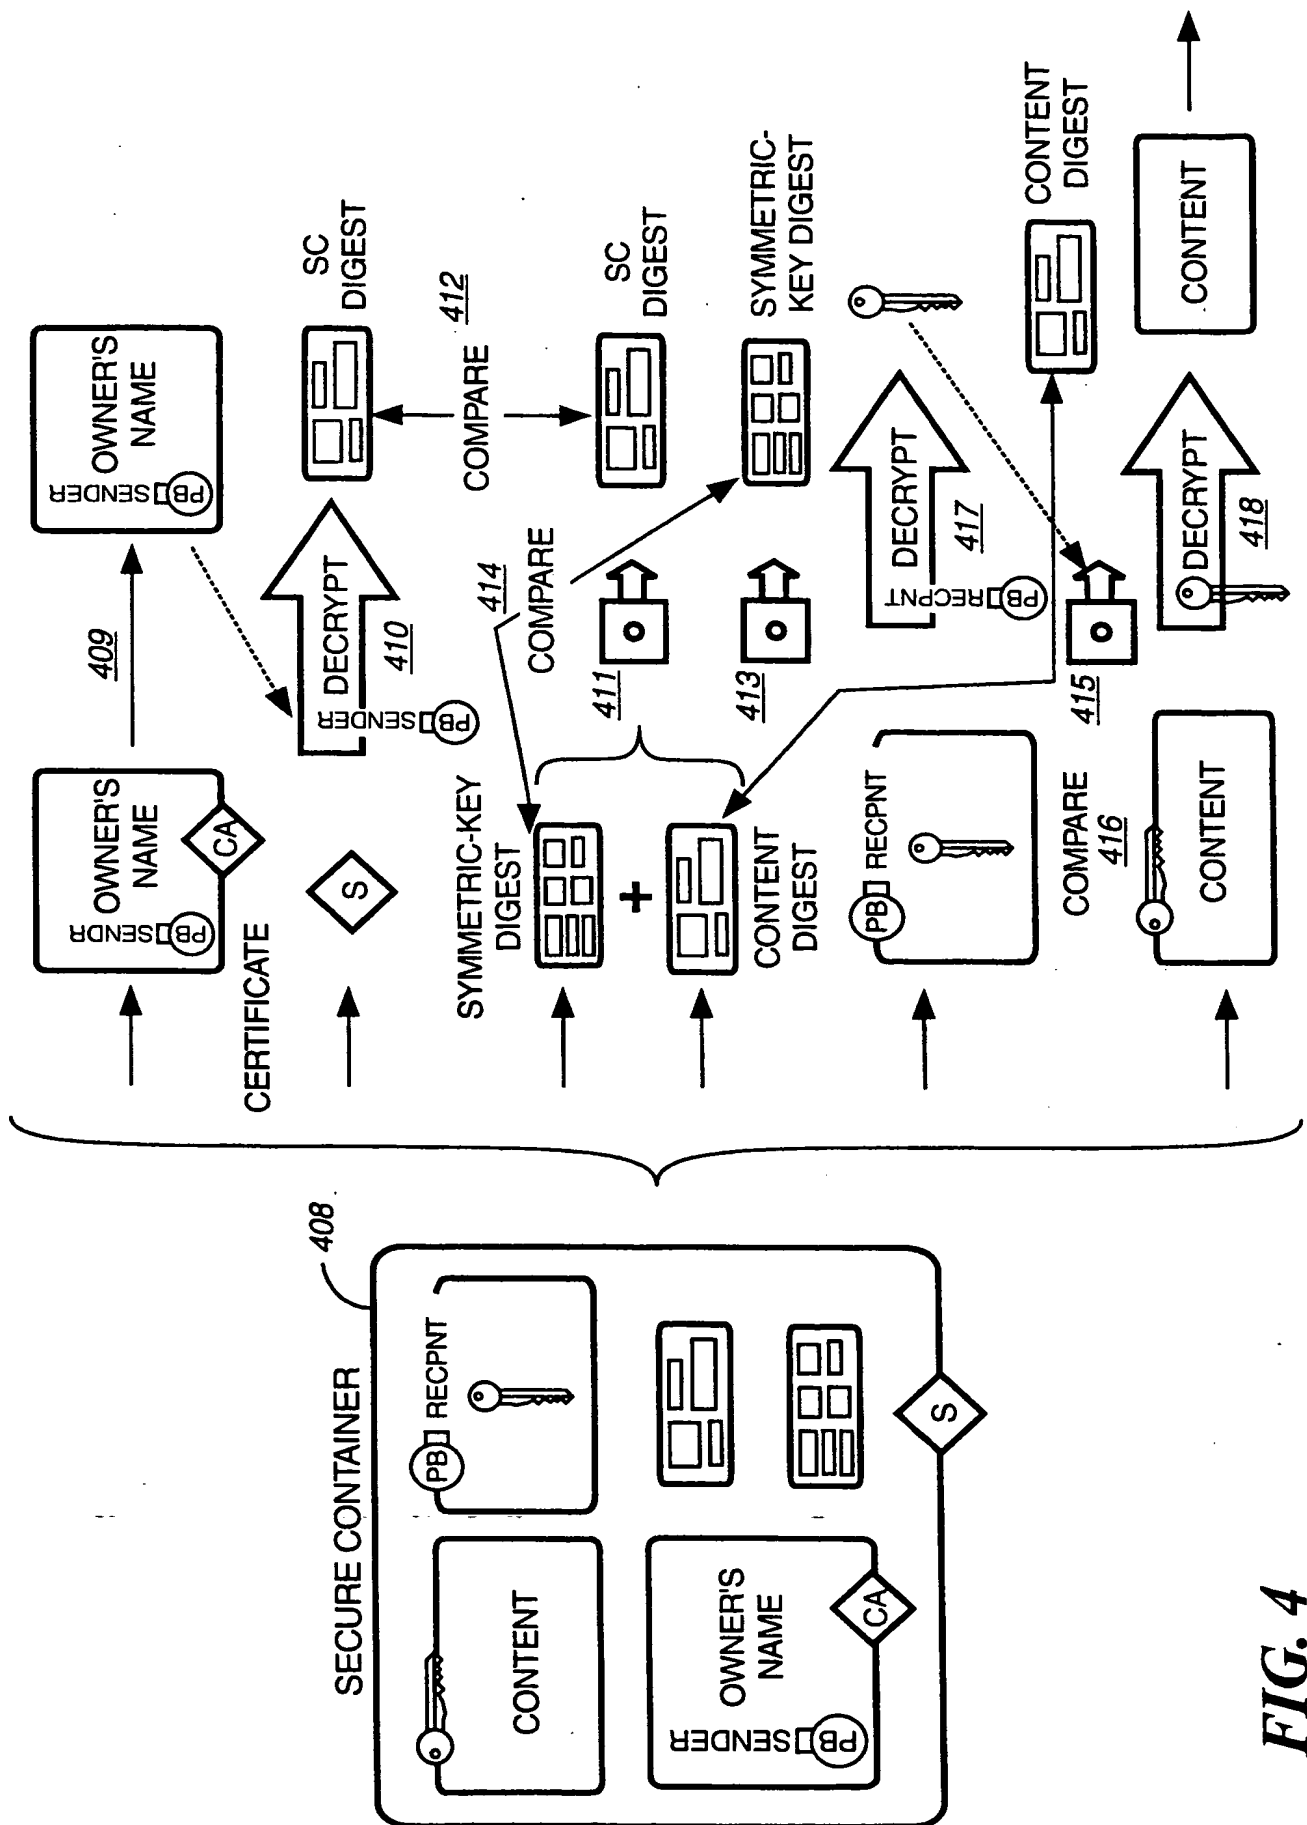 SECURE CONTAINER
408
CONTENT
PB RECPNT
OWNER'S
NAME
SENDER
PB
CA
S
OWNER'S
NAME
SENDR
PB
CA
CERTIFICATE
409
OWNER'S
NAME
SENDER
PB
S
DECRYPT
410
SENDER
PB
SC
DIGEST
COMPARE
412
SYMMETRIC-KEY
DIGEST
+
CONTENT
DIGEST
414
COMPARE
411
SC
DIGEST
413
SYMMETRIC-
KEY DIGEST
PB RECPNT
DECRYPT
417
RECPNT
PB
COMPARE
416
415
CONTENT
DIGEST
CONTENT
DECRYPT
418
CONTENT
FIG. 4